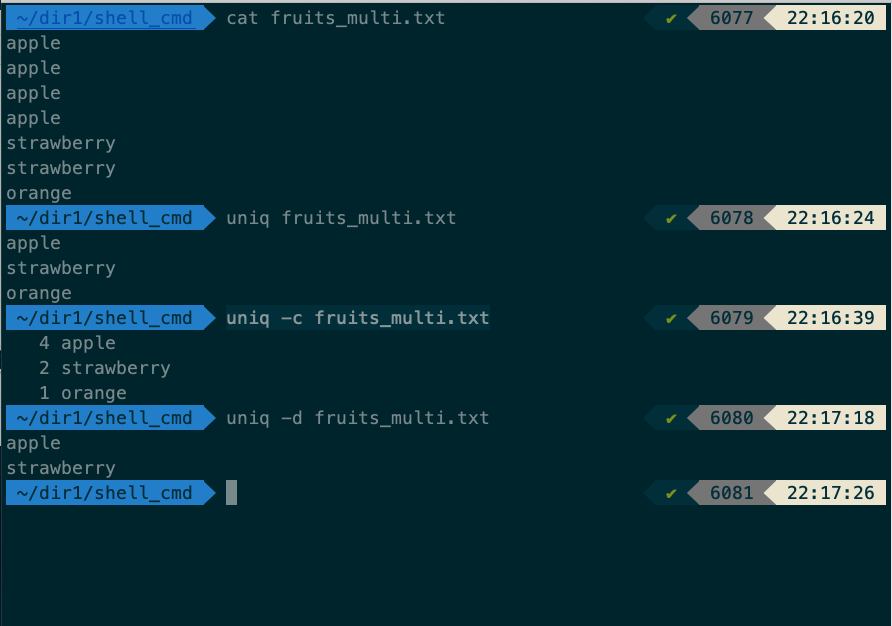 ~/dir1/shell_cmd cat fruits_multi.txt ✔ 6077 22:16:20
apple
apple
apple
apple
strawberry
strawberry
orange
~/dir1/shell_cmd uniq fruits_multi.txt ✔ 6078 22:16:24
apple
strawberry
orange
~/dir1/shell_cmd uniq -c fruits_multi.txt ✔ 6079 22:16:39
   4 apple
   2 strawberry
   1 orange
~/dir1/shell_cmd uniq -d fruits_multi.txt ✔ 6080 22:17:18
apple
strawberry
~/dir1/shell_cmd ✔ 6081 22:17:26